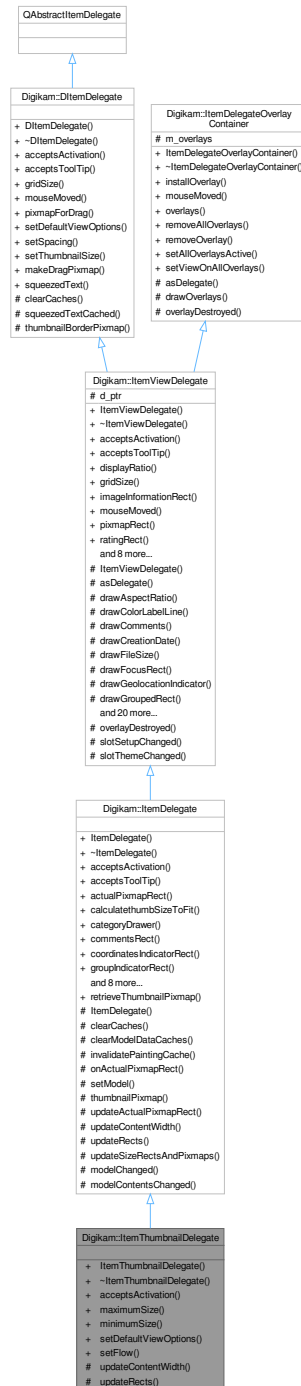 QAbstractItemDelegate
Digikam::DItemDelegate
+ DItemDelegate()
+ ~DItemDelegate()
+ acceptsActivation()
+ acceptsToolTip()
+ gridSize()
+ mouseMoved()
+ pixmapForDrag()
+ setDefaultViewOptions()
+ setSpacing()
+ setThumbnailSize()
+ makeDragPixmap()
+ squeezedText()
# clearCaches()
# squeezedTextCached()
# thumbnailBorderPixmap()
Digikam::ItemDelegateOverlay
Container
# m_overlays
+ ItemDelegateOverlayContainer()
+ ~ItemDelegateOverlayContainer()
+ installOverlay()
+ mouseMoved()
+ overlays()
+ removeAllOverlays()
+ removeOverlay()
+ setAllOverlaysActive()
+ setViewOnAllOverlays()
# asDelegate()
# drawOverlays()
# overlayDestroyed()
Digikam::ItemViewDelegate
# d_ptr
+ ItemViewDelegate()
+ ~ItemViewDelegate()
+ acceptsActivation()
+ acceptsToolTip()
+ displayRatio()
+ gridSize()
+ imageInformationRect()
+ mouseMoved()
+ pixmapRect()
+ ratingRect()
and 8 more...
# ItemViewDelegate()
# asDelegate()
# drawAspectRatio()
# drawColorLabelLine()
# drawComments()
# drawCreationDate()
# drawFileSize()
# drawFocusRect()
# drawGeolocationIndicator()
# drawGroupedRect()
and 20 more...
# overlayDestroyed()
# slotSetupChanged()
# slotThemeChanged()
Digikam::ItemDelegate
+ ItemDelegate()
+ ~ItemDelegate()
+ acceptsActivation()
+ acceptsToolTip()
+ actualPixmapRect()
+ calculatethumbSizeToFit()
+ categoryDrawer()
+ commentsRect()
+ coordinatesIndicatorRect()
+ groupIndicatorRect()
and 8 more...
+ retrieveThumbnailPixmap()
# ItemDelegate()
# clearCaches()
# clearModelDataCaches()
# invalidatePaintingCache()
# onActualPixmapRect()
# setModel()
# thumbnailPixmap()
# updateActualPixmapRect()
# updateContentWidth()
# updateRects()
# updateSizeRectsAndPixmaps()
# modelChanged()
# modelContentsChanged()
Digikam::ItemThumbnailDelegate
+ ItemThumbnailDelegate()
+ ~ItemThumbnailDelegate()
+ acceptsActivation()
+ maximumSize()
+ minimumSize()
+ setDefaultViewOptions()
+ setFlow()
# updateContentWidth()
# updateRects()